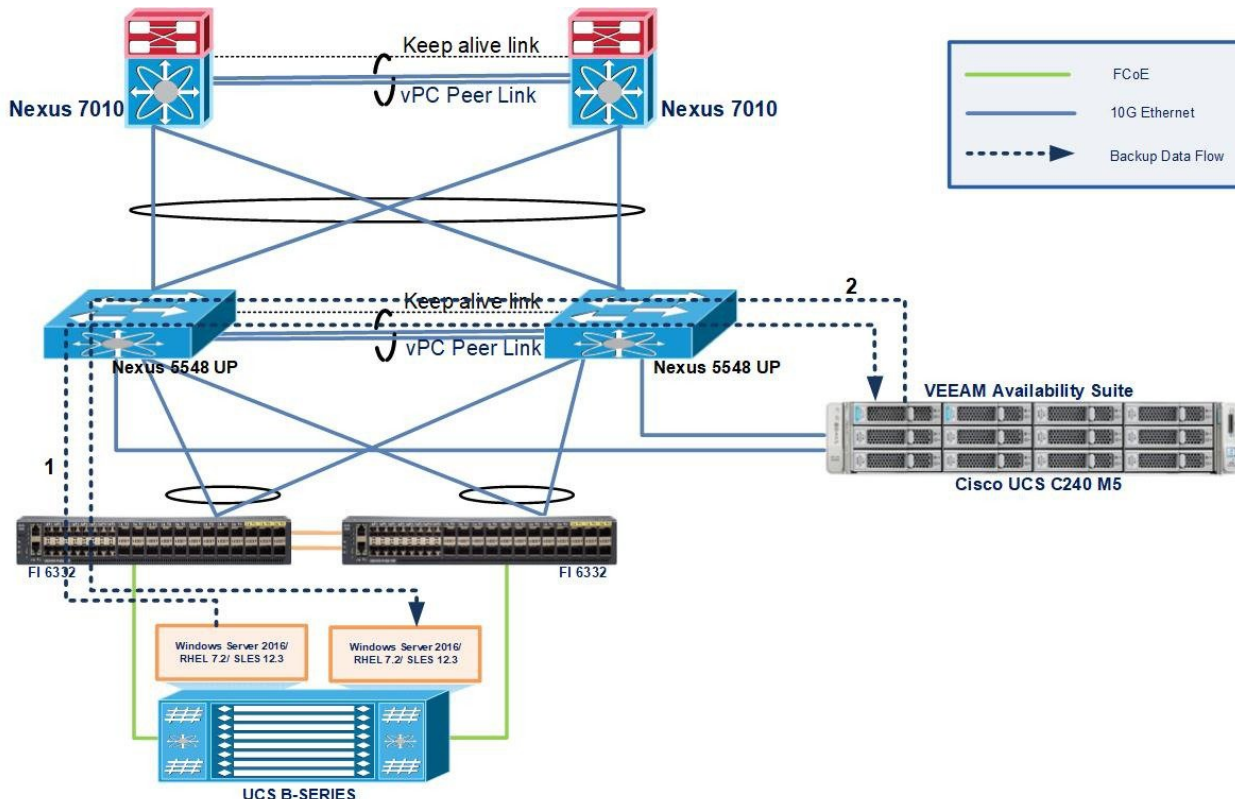 Keep alive link
vPC Peer Link
Nexus 7010
Nexus 7010
FCoE
10G Ethernet
Backup Data Flow
Keep alive link
vPC Peer Link
Nexus 5548 UP
Nexus 5548 UP
2
VEEAM Availability Suite
Cisco UCS C240 M5
1
FI 6332
FI 6332
Windows Server 2016/
RHEL 7.2/ SLES 12.3
Windows Server 2016/
RHEL 7.2/ SLES 12.3
UCS B-SERIES